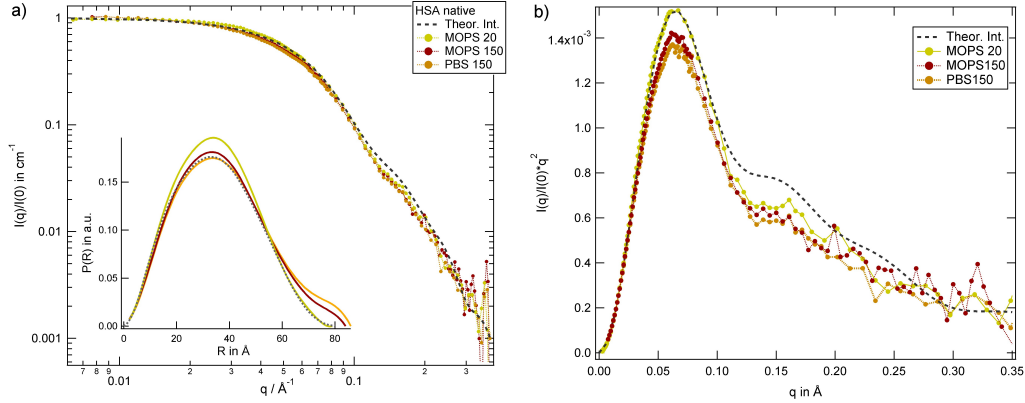 a)
HSA native
Theor. Int.
MOPS 20
MOPS 150
PBS 150
I(q)/I(0) in cm-1
1
0.1
0.01
0.001
7 8 9 0.01 2 3 4 5 6 7 8 9 0.1 2 3
q / Å-1
P(R) in a.u.
0.15
0.10
0.05
0.00
0 20 40 60 80
R in Å
b)
Theor. Int.
MOPS 20
MOPS150
PBS150
I(q)/I(0)*q2
1.4x10-3
1.2
1.0
0.8
0.6
0.4
0.2
0.0
0.00 0.05 0.10 0.15 0.20 0.25 0.30 0.35
q in Å